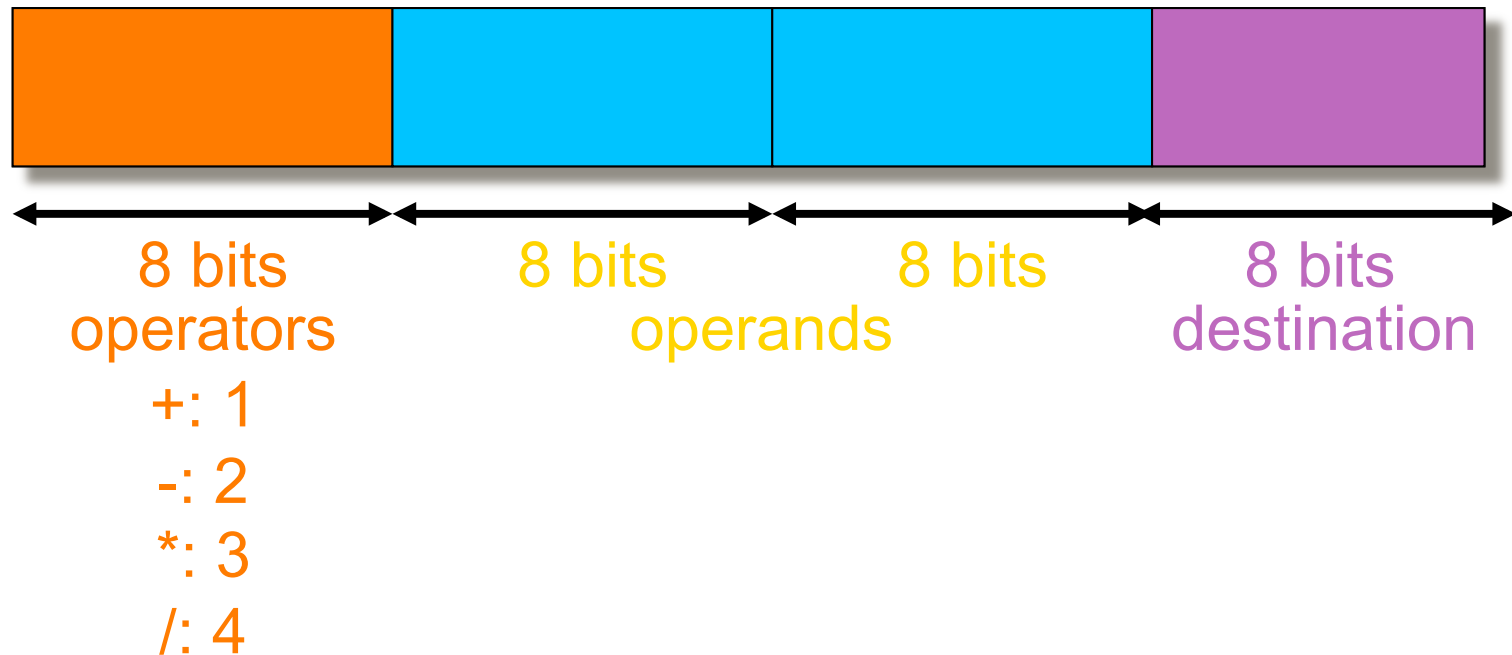 8 bits 8 bits 8 bits 8 bits
operators operands destination
+: 1
-: 2
*: 3
/: 4